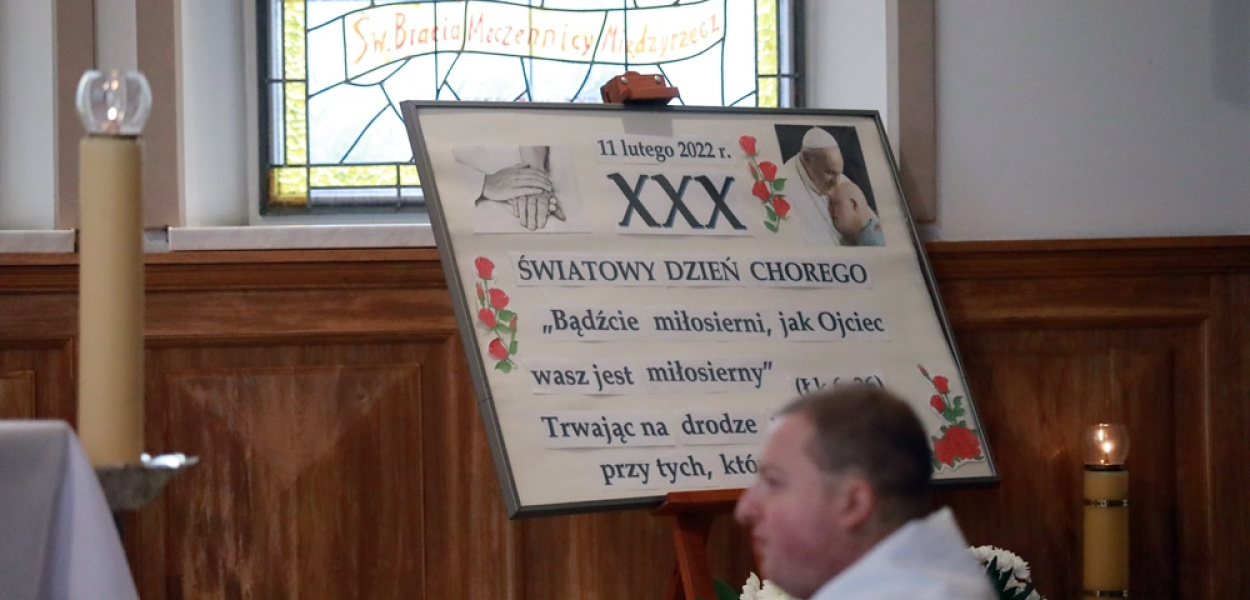 Św. Bracia Męczennicy Międzyrzecz
11 lutego 2022 r.
XXX
ŚWIATOWY DZIEŃ CHOREGO
„Bądźcie miłosierni, jak Ojciec
wasz jest miłosierny”
Trwając na drodze
przy tych,